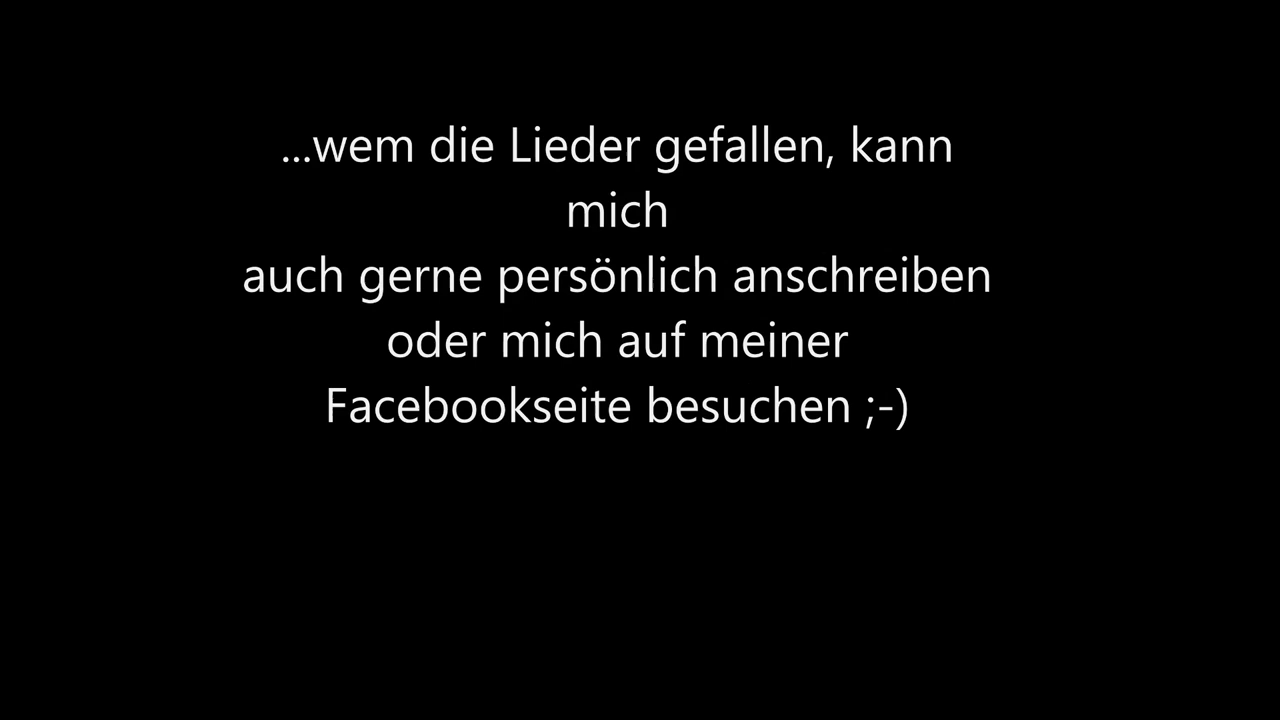 ...wem die Lieder gefallen, kann
mich
auch gerne persönlich anschreiben
oder mich auf meiner
Facebookseite besuchen ;-)